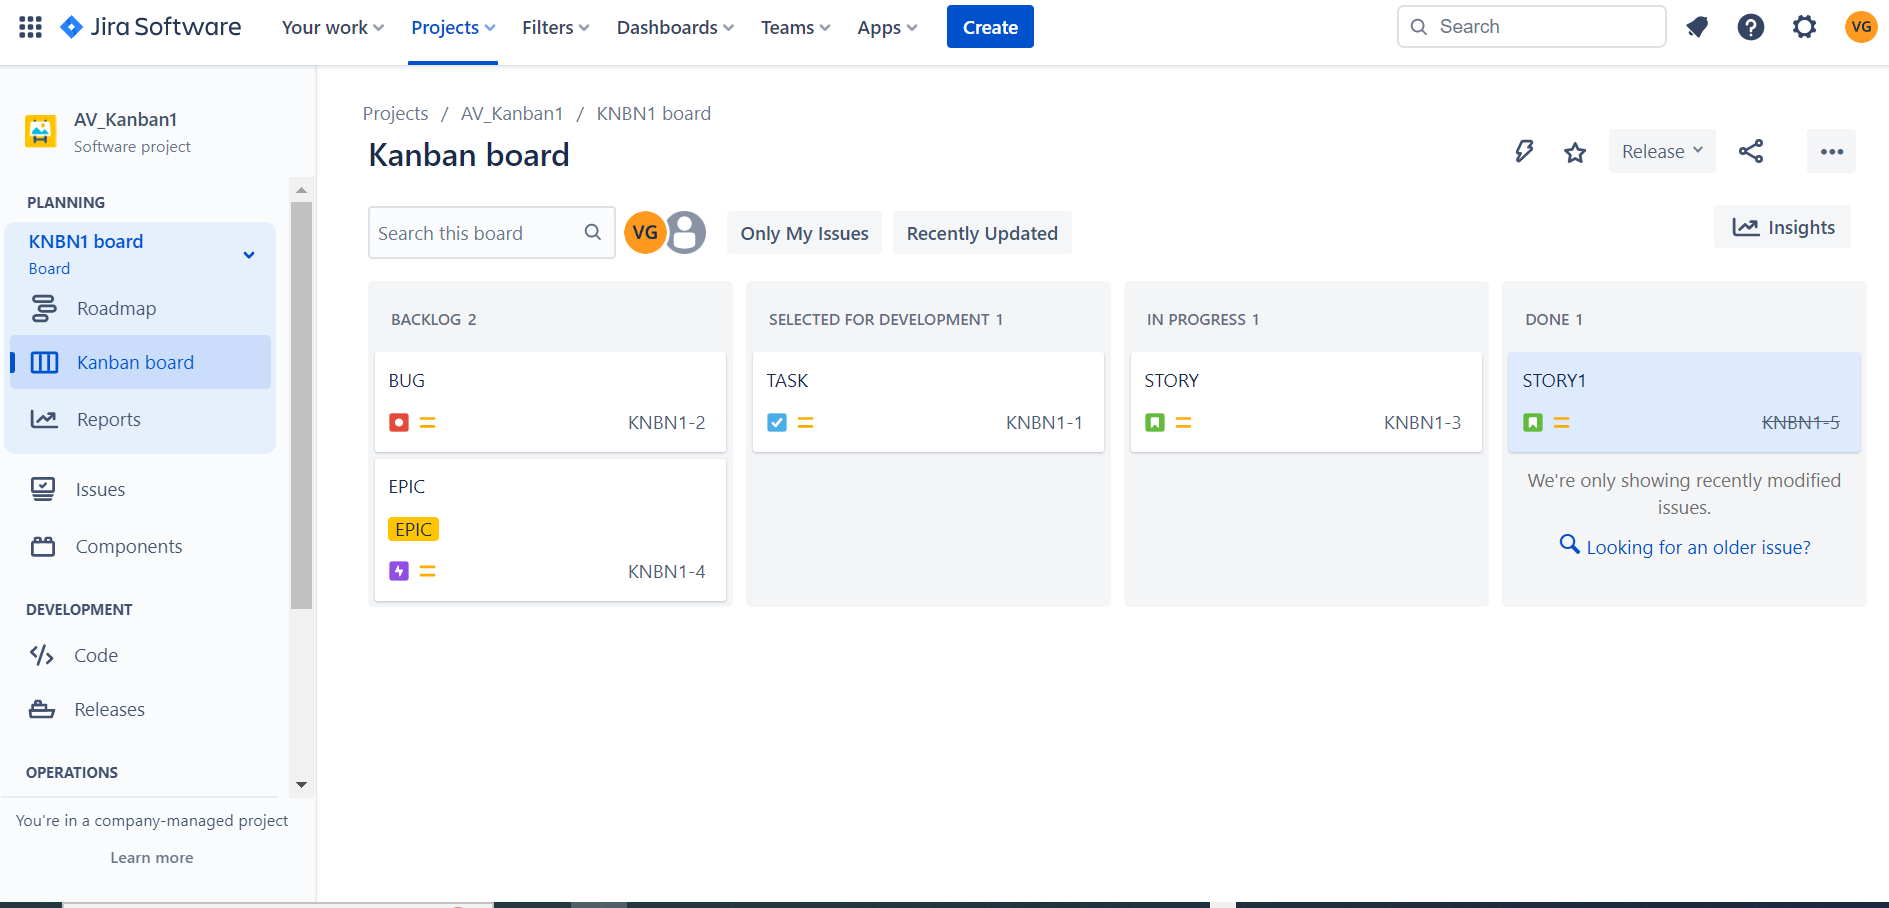 Jira Software Your work Projects Filters Dashboards Teams Apps Create Search VG
AV_Kanban1
Software project
PLANNING
KNBN1 board
Board
Roadmap
Kanban board
Reports
Issues
Components
DEVELOPMENT
Code
Releases
OPERATIONS
You're in a company-managed project
Learn more
Projects / AV_Kanban1 / KNBN1 board
Kanban board
Release
Search this board VG Only My Issues Recently Updated Insights
BACKLOG 2
BUG
KNBN1-2
EPIC
EPIC
KNBN1-4
SELECTED FOR DEVELOPMENT 1
TASK
KNBN1-1
IN PROGRESS 1
STORY
KNBN1-3
DONE 1
STORY1
KNBN1-5
We're only showing recently modified
issues.
Looking for an older issue?